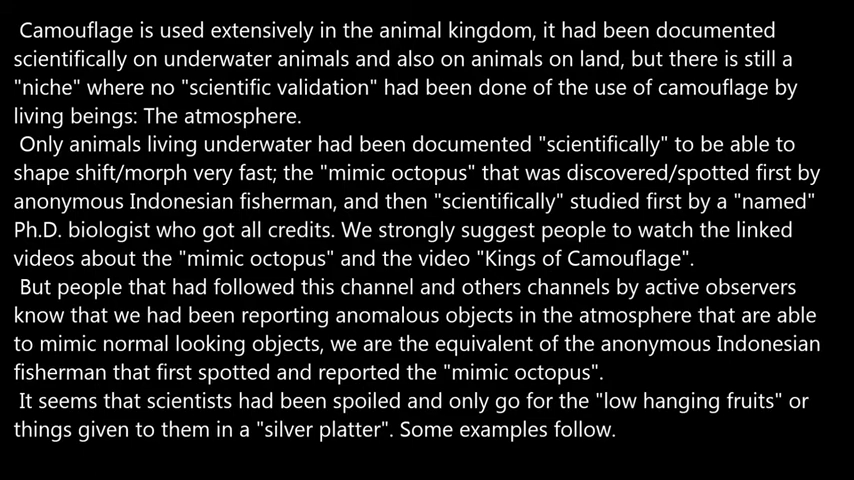 Camouflage is used extensively in the animal kingdom, it had been documented
scientifically on underwater animals and also on animals on land, but there is still a
"niche" where no "scientific validation" had been done of the use of camouflage by
living beings: The atmosphere.
Only animals living underwater had been documented "scientifically" to be able to
shape shift/morph very fast; the "mimic octopus" that was discovered/spotted first by
anonymous Indonesian fisherman, and then "scientifically" studied first by a "named"
Ph.D. biologist who got all credits. We strongly suggest people to watch the linked
videos about the "mimic octopus" and the video "Kings of Camouflage".
But people that had followed this channel and others channels by active observers
know that we had been reporting anomalous objects in the atmosphere that are able
to mimic normal looking objects, we are the equivalent of the anonymous Indonesian
fisherman that first spotted and reported the "mimic octopus".
It seems that scientists had been spoiled and only go for the "low hanging fruits" or
things given to them in a "silver platter". Some examples follow.